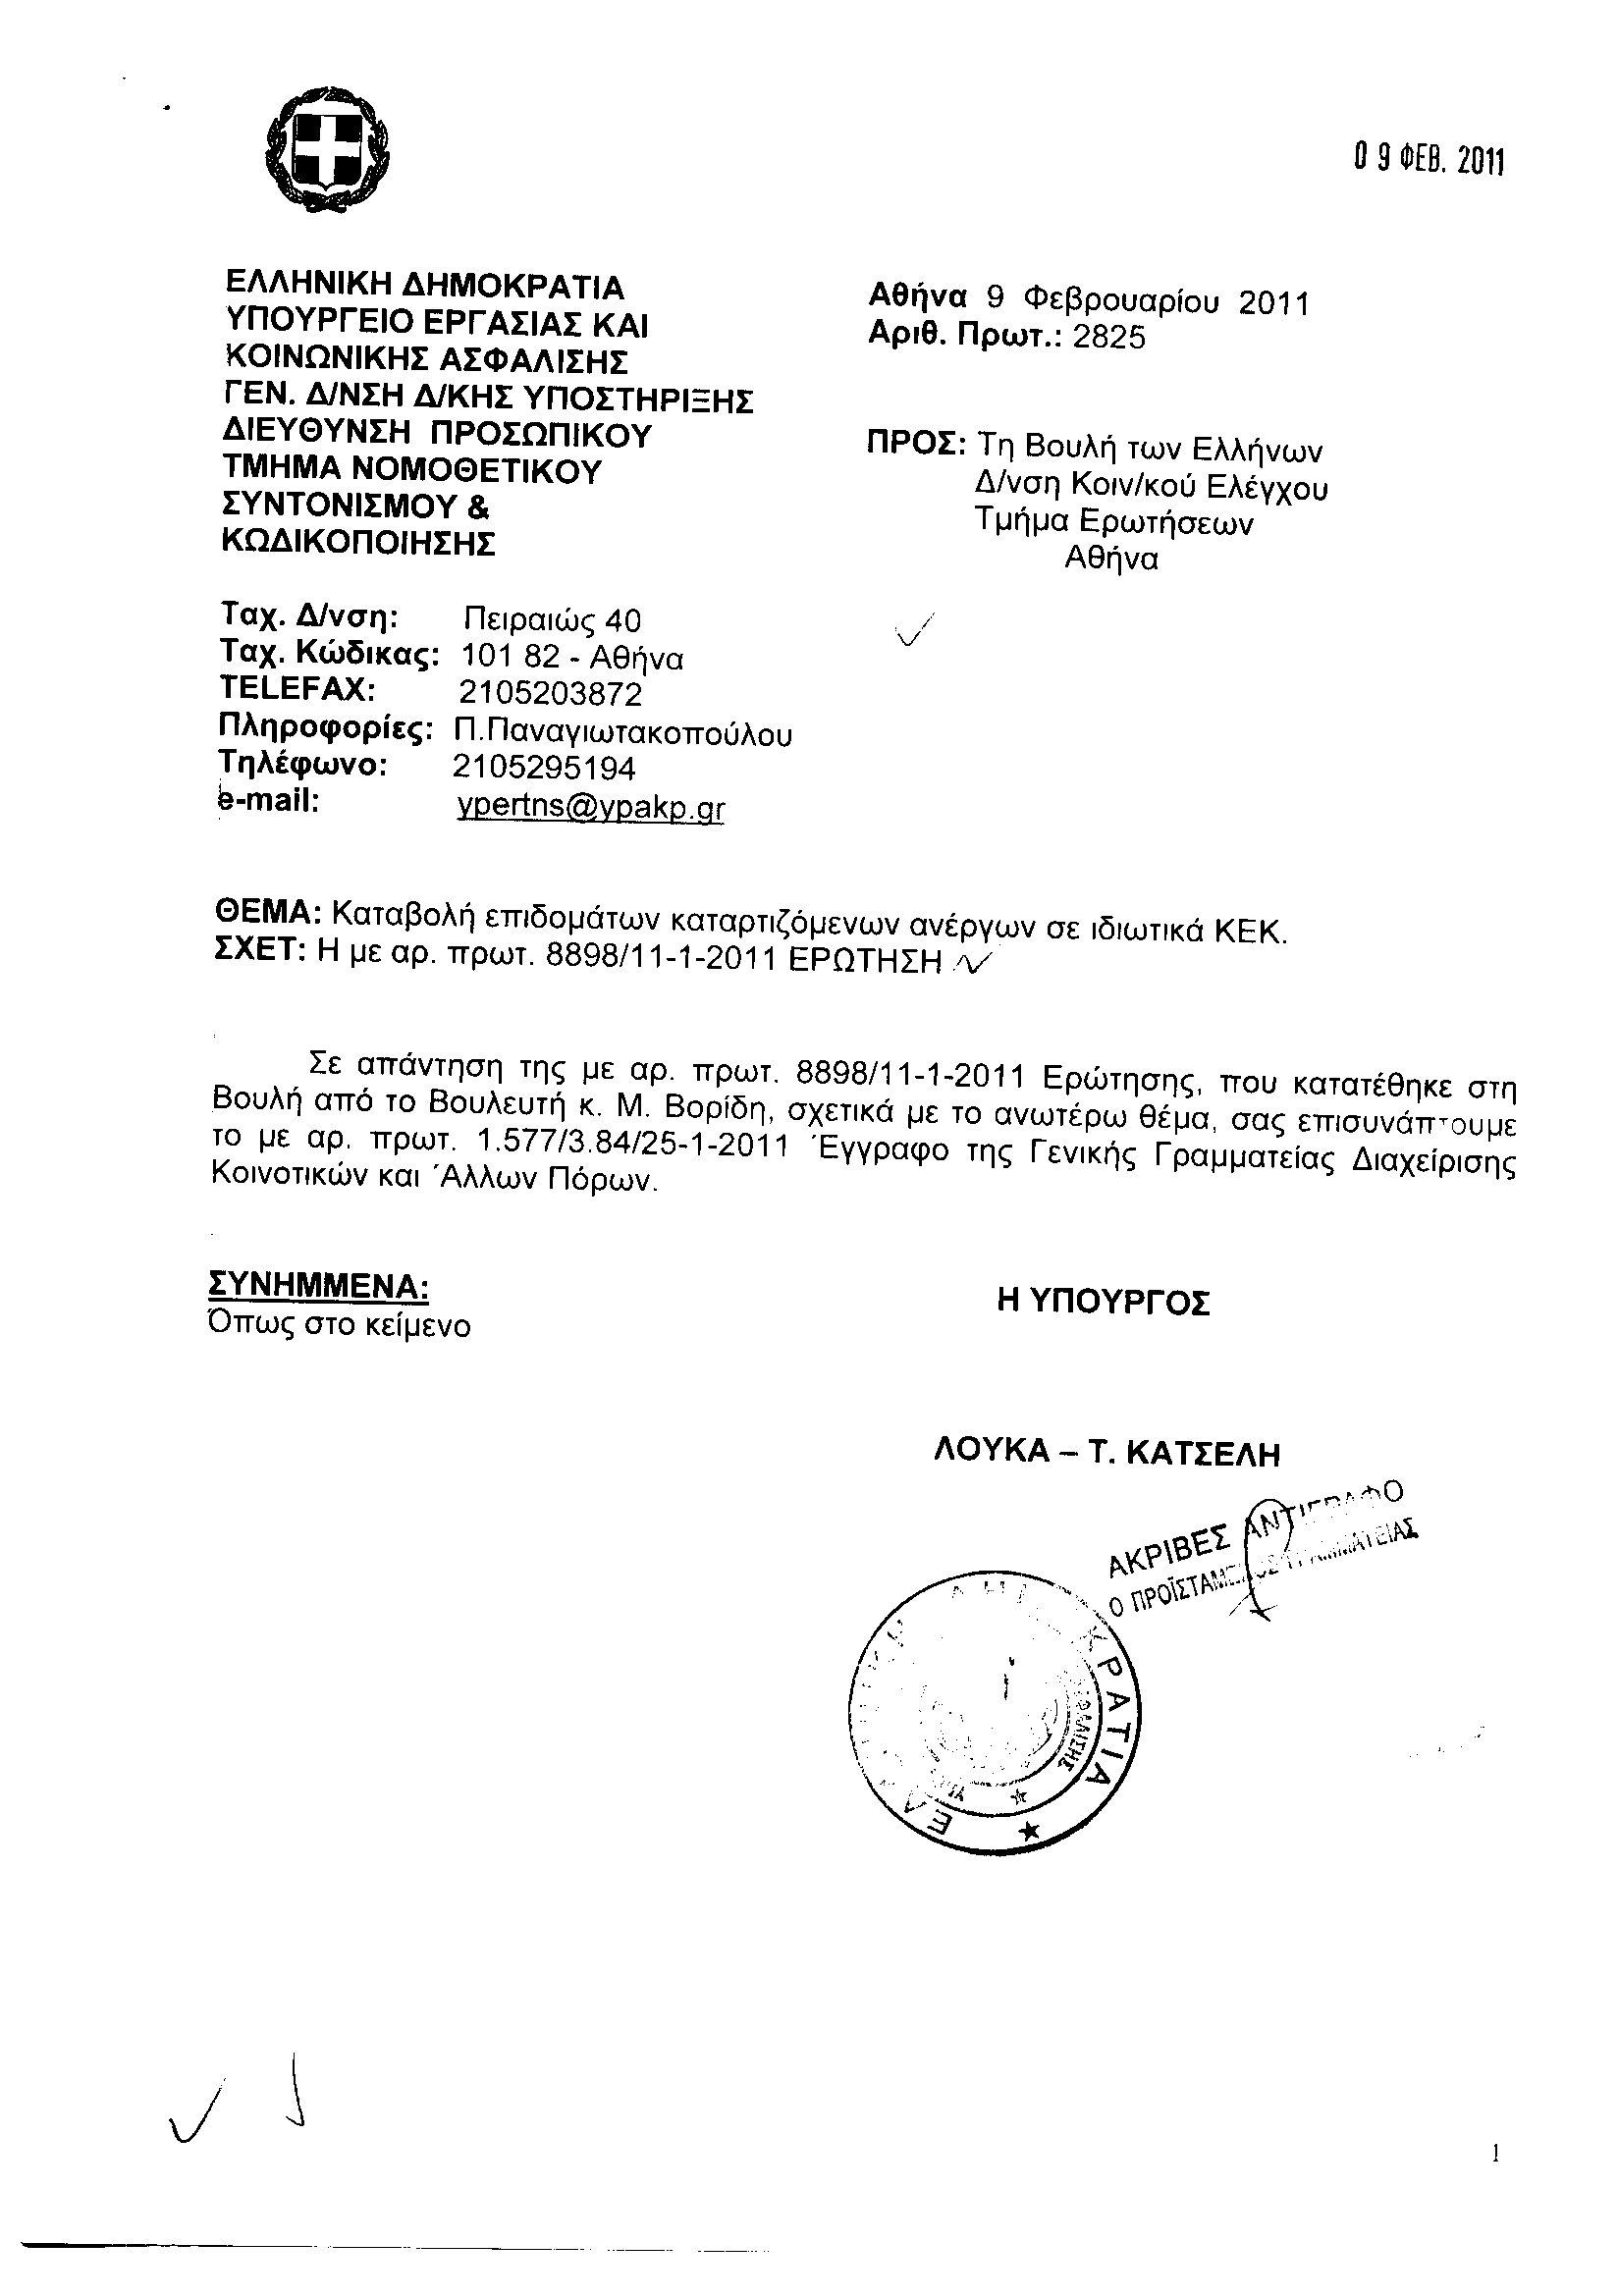 0 9 ΦΕΒ. 2011
ΕΛΛΗΝΙΚΗ ΔΗΜΟΚΡΑΤΙΑ
ΥΠΟΥΡΓΕΙΟ ΕΡΓΑΣΙΑΣ ΚΑΙ
ΚΟΙΝΩΝΙΚΗΣ ΑΣΦΑΛΙΣΗΣ
ΓΕΝ. Δ/ΝΣΗ Δ/ΚΗΣ ΥΠΟΣΤΗΡΙΞΗΣ
ΔΙΕΥΘΥΝΣΗ ΠΡΟΣΩΠΙΚΟΥ
ΤΜΗΜΑ ΝΟΜΟΘΕΤΙΚΟΥ
ΣΥΝΤΟΝΙΣΜΟΥ &
ΚΩΔΙΚΟΠΟΙΗΣΗΣ
Αθήνα 9 Φεβρουαρίου 2011
Αριθ. Πρωτ.: 2825
ΠΡΟΣ: Τη Βουλή των Ελλήνων
Δ/νση Κοιν/κού Ελέγχου
Τμήμα Ερωτήσεων
Αθήνα
Ταχ. Δ/νση: Πειραιώς 40
Ταχ. Κώδικας: 101 82 - Αθήνα
TELEFAX: 2105203872
Πληροφορίες: Π.Παναγιωτακοπούλου
Τηλέφωνο: 2105295194
e-mail: ypertns@ypakp.gr
ΘΕΜΑ: Καταβολή επιδομάτων καταρτιζόμενων ανέργων σε ιδιωτικά ΚΕΚ.
ΣΧΕΤ: Η με αρ. πρωτ. 8898/11-1-2011 ΕΡΩΤΗΣΗ
Σε απάντηση της με αρ. πρωτ. 8898/11-1-2011 Ερώτησης, που κατατέθηκε στη
Βουλή από το Βουλευτή κ. Μ. Βορίδη, σχετικά με το ανωτέρω θέμα, σας επισυνάπτουμε
το με αρ. πρωτ. 1.577/3.84/25-1-2011 Έγγραφο της Γενικής Γραμματείας Διαχείρισης
Κοινοτικών και Άλλων Πόρων.
ΣΥΝΗΜΜΕΝΑ:
Όπως στο κείμενο
Η ΥΠΟΥΡΓΟΣ
ΛΟΥΚΑ – Τ. ΚΑΤΣΕΛΗ
ΑΚΡΙΒΕΣ ΑΝΤΙΓΡΑΦΟ
Ο ΠΡΟΪΣΤΑΜΕΝΟΣ ΓΡΑΜΜΑΤΕΙΑΣ
1